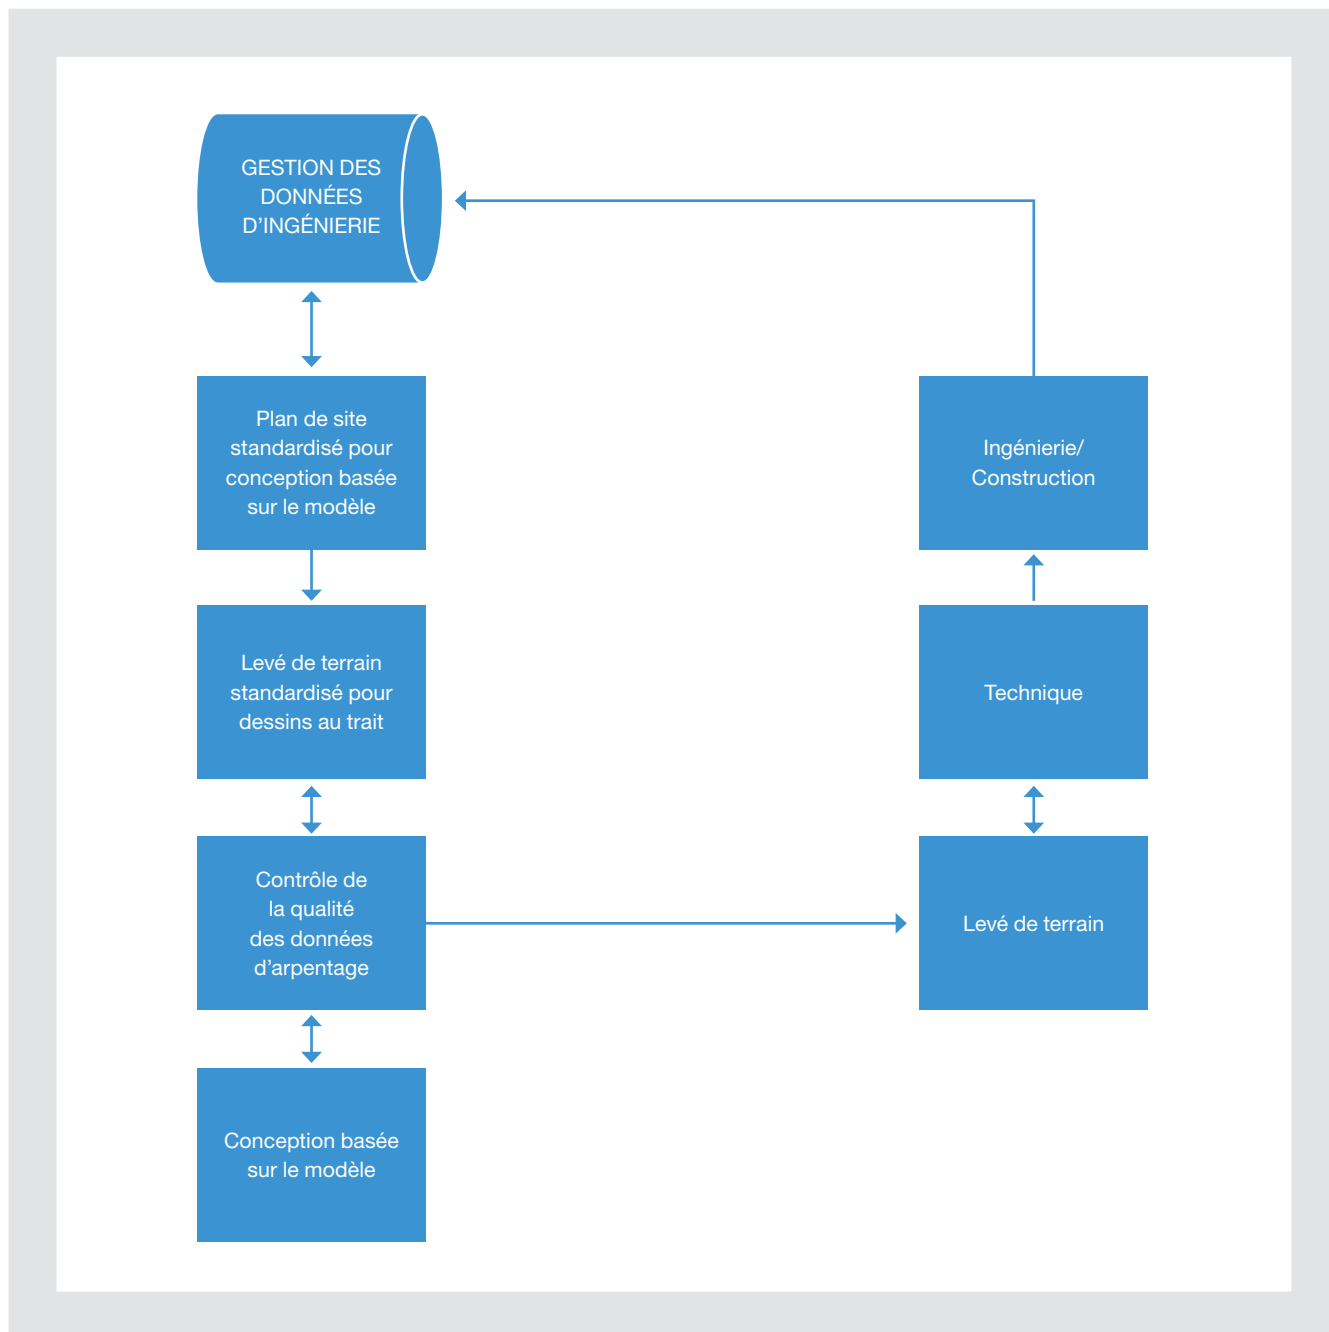 GESTION DES
DONNÉES
D’INGÉNIERIE
Plan de site
standardisé pour
conception basée
sur le modèle
Ingénierie/
Construction
Levé de terrain
standardisé pour
dessins au trait
Technique
Contrôle de
la qualité
des données
d’arpentage
Levé de terrain
Conception basée
sur le modèle